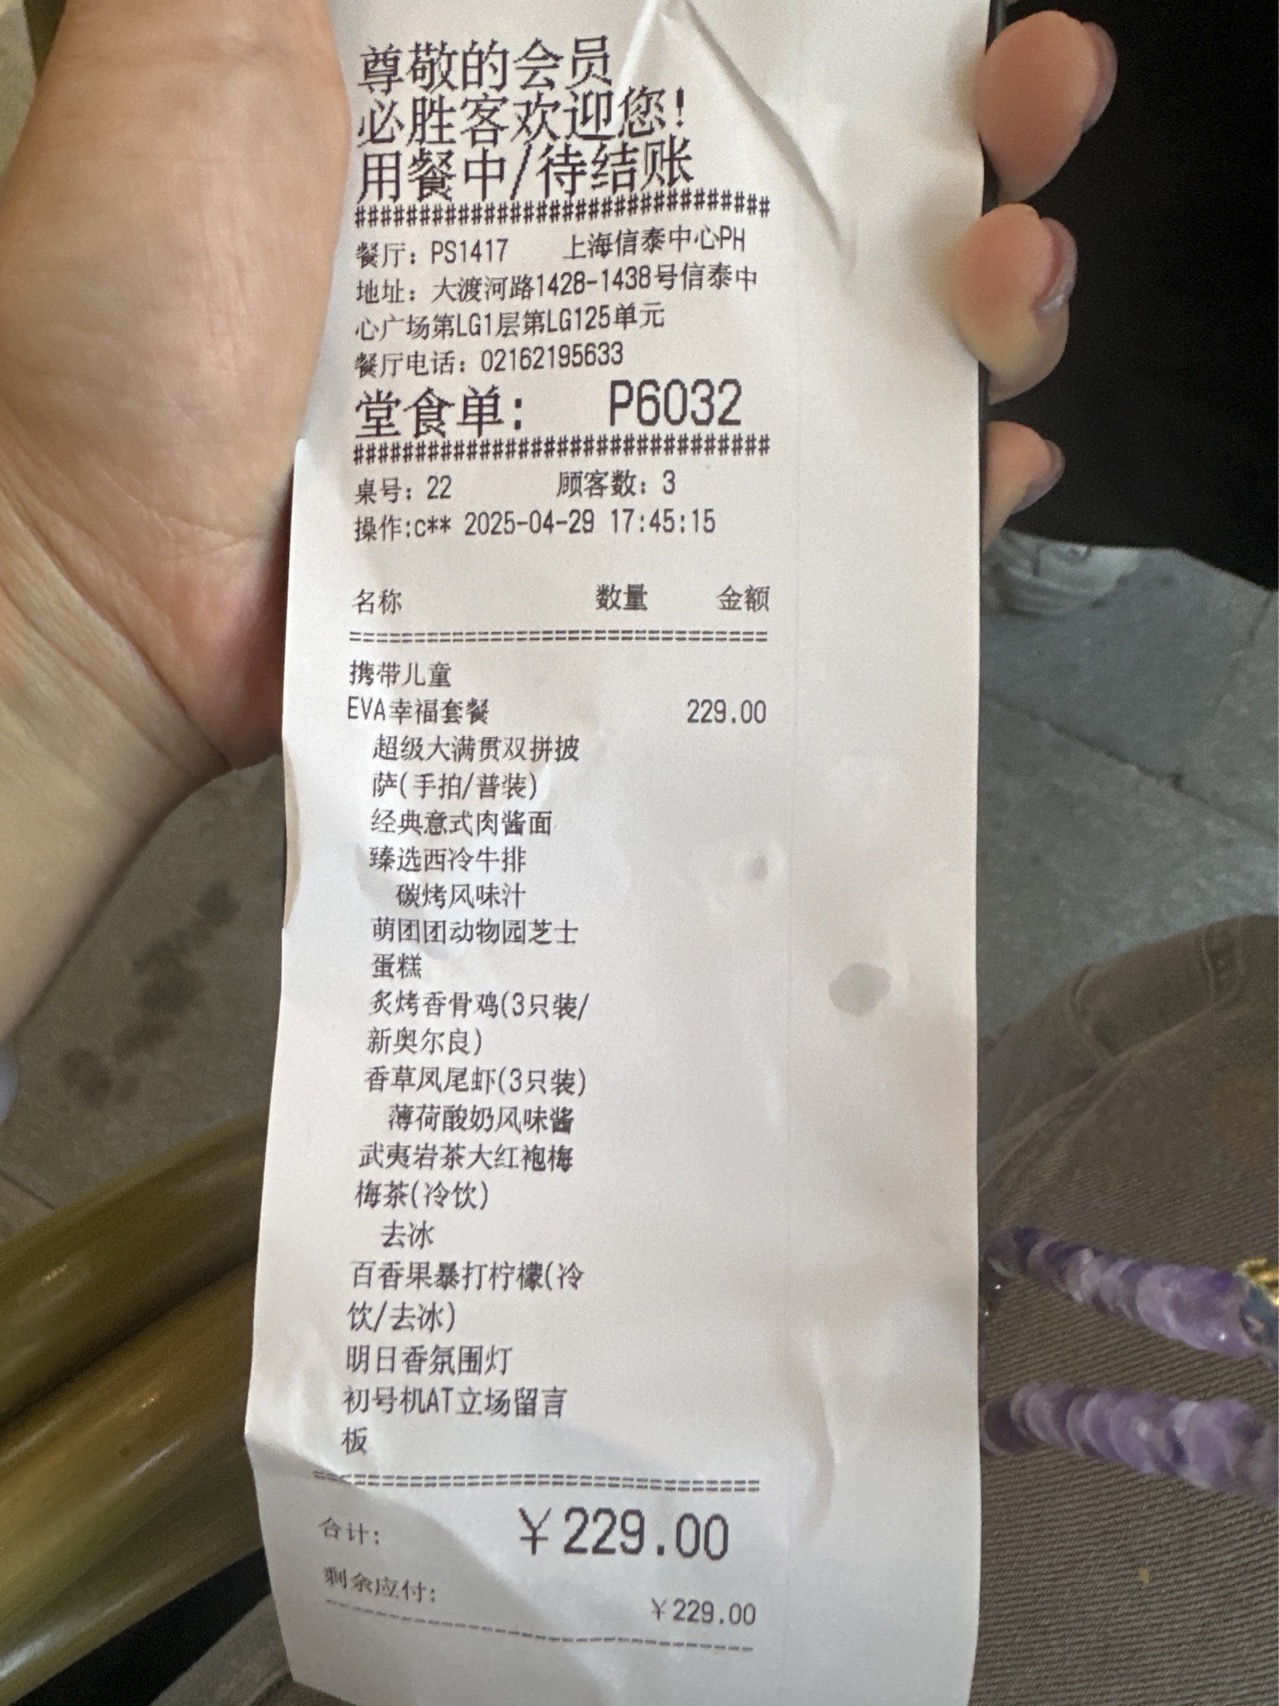 尊敬的会员
必胜客欢迎您!
用餐中/待结账
################################
餐厅: PS1417 上海信泰中心PH
地址: 大渡河路1428-1438号信泰中
心广场第LG1层第LG125单元
餐厅电话: 02162195633
堂食单: P6032
################################
桌号: 22 顾客数: 3
操作:c** 2025-04-29 17:45:15
名称 数量 金额
================================
携带儿童
EVA幸福套餐 229.00
超级大满贯双拼披
萨(手拍/普装)
经典意式肉酱面
臻选西冷牛排
碳烤风味汁
萌团团动物园芝士
蛋糕
炙烤香骨鸡(3只装/
新奥尔良)
香草凤尾虾(3只装)
薄荷酸奶风味酱
武夷岩茶大红袍梅
梅茶(冷饮)
去冰
百香果暴打柠檬(冷
饮/去冰)
明日香氛围灯
初号机AT立场留言
板
================================
合计: ￥229.00
剩余应付: ￥229.00
--------------------------------